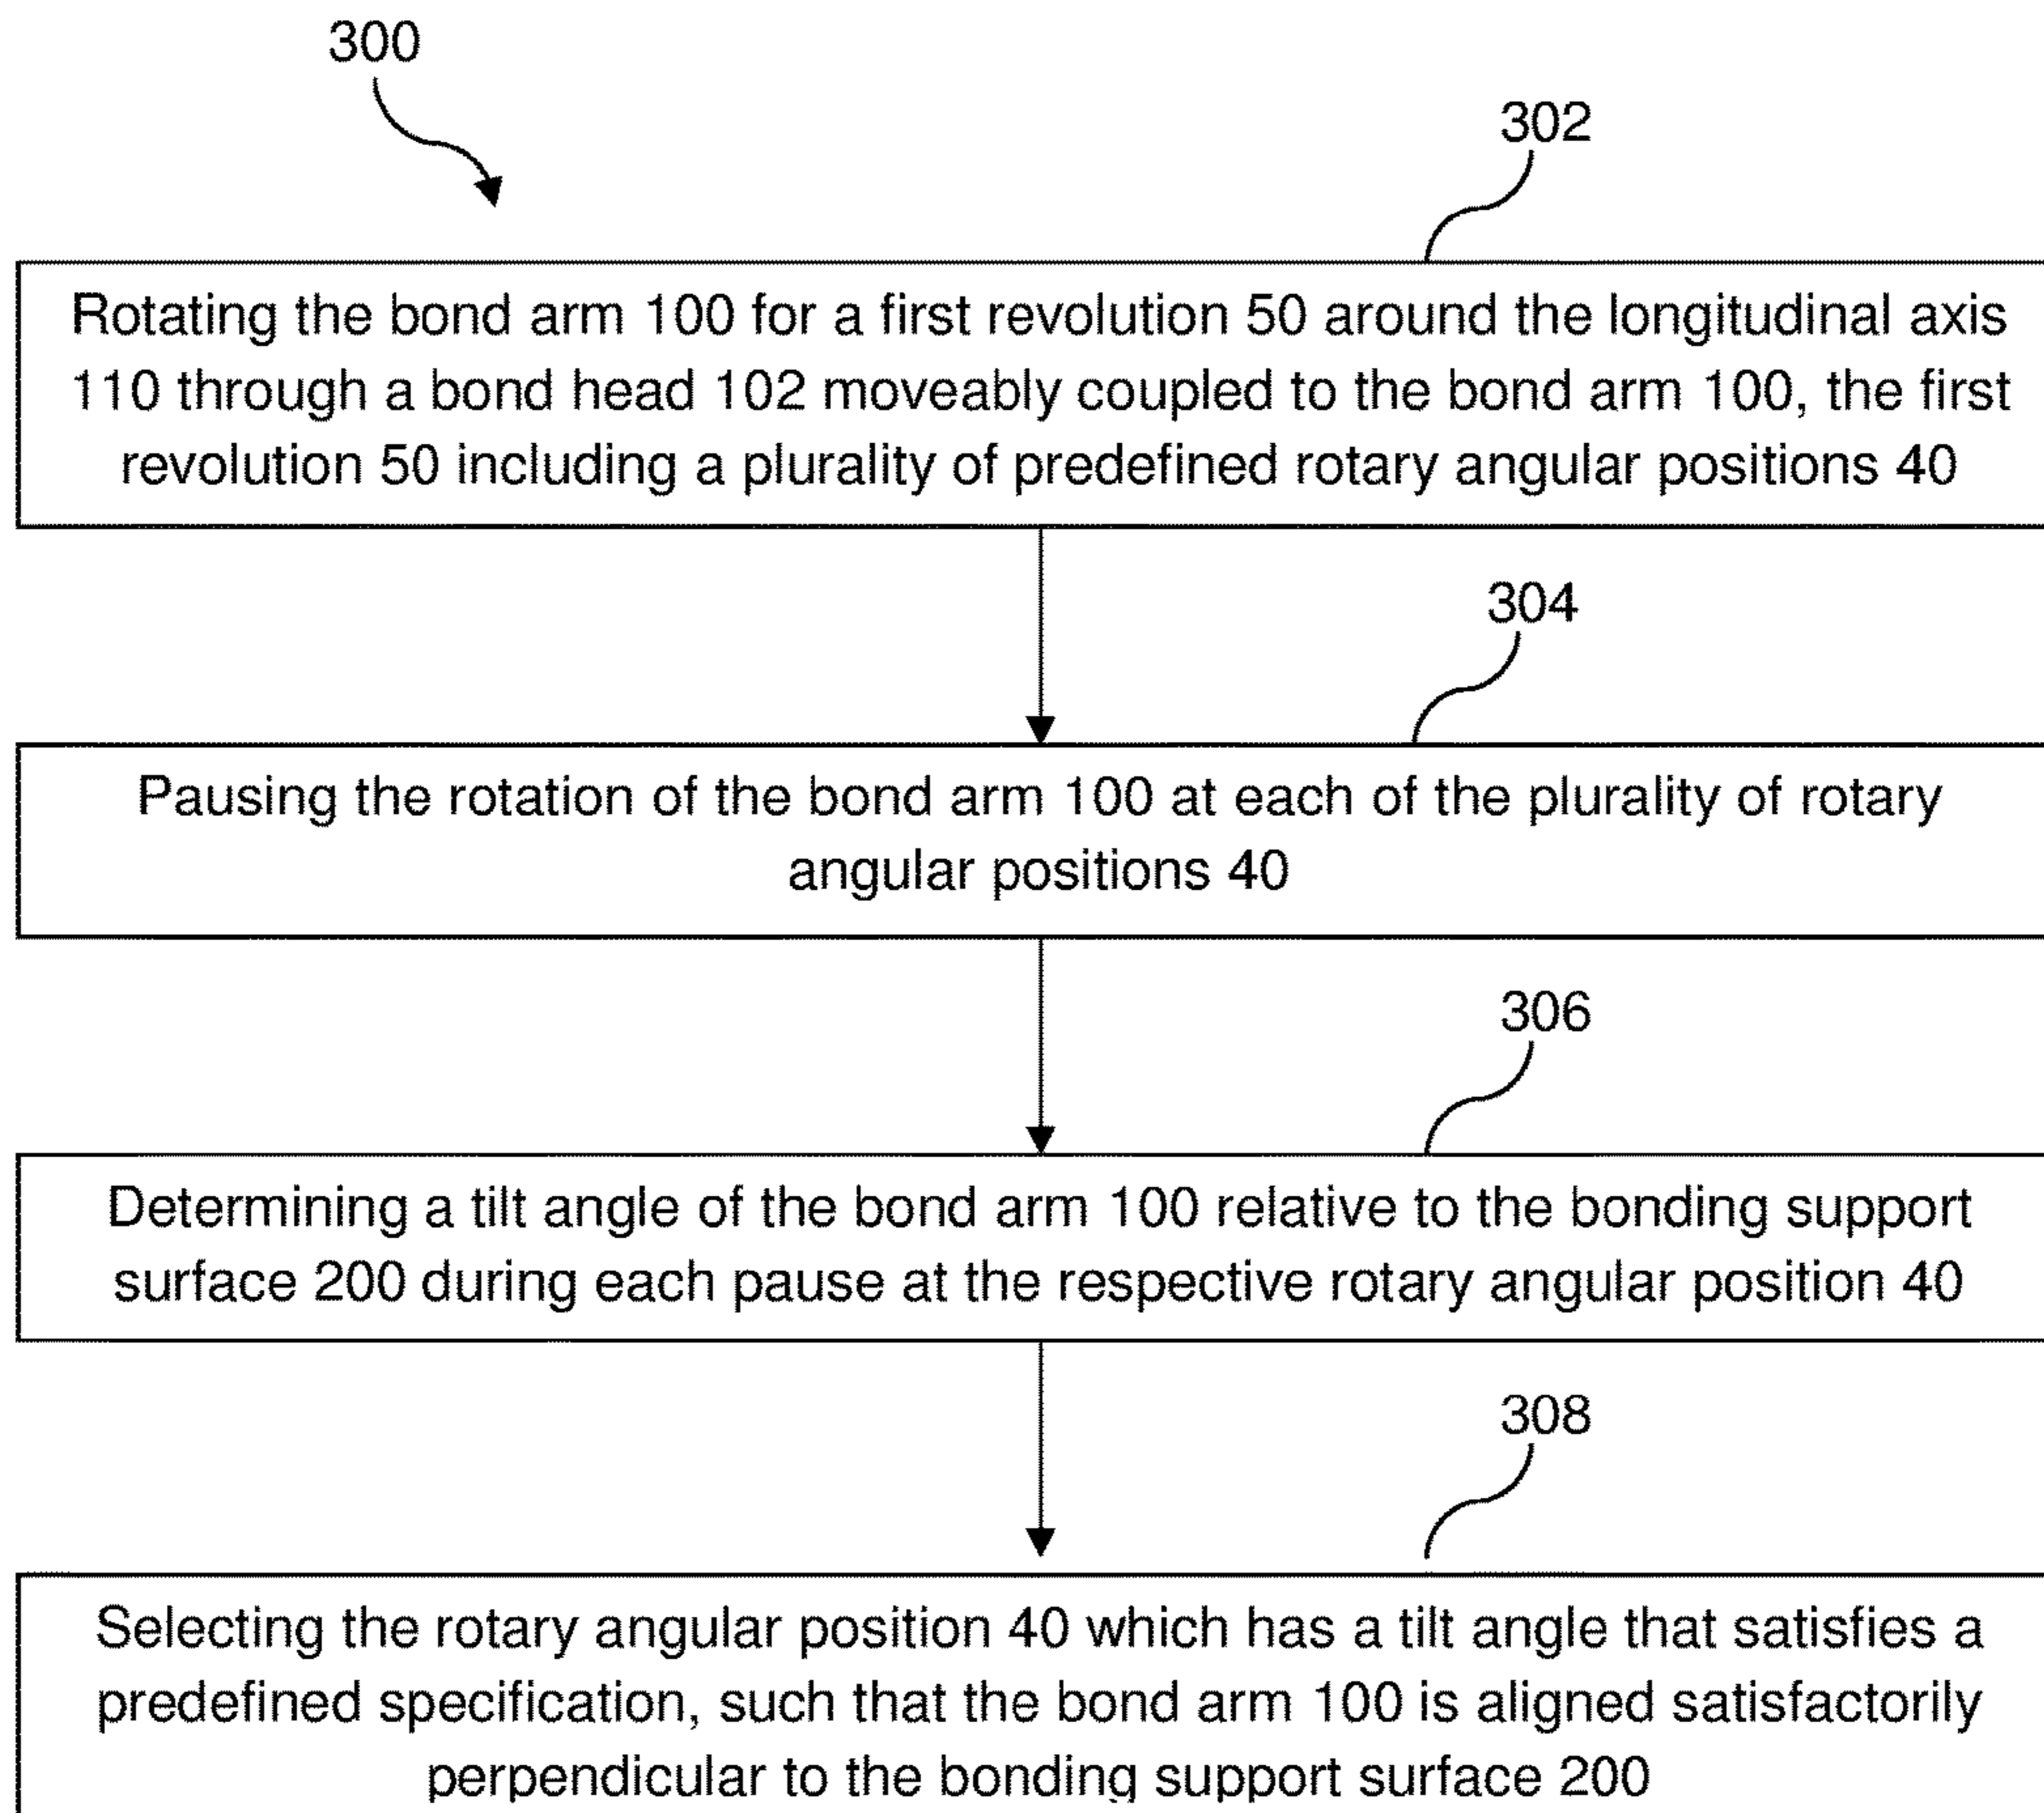 300
302
Rotating the bond arm 100 for a first revolution 50 around the longitudinal axis
110 through a bond head 102 moveably coupled to the bond arm 100, the first
revolution 50 including a plurality of predefined rotary angular positions 40
304
Pausing the rotation of the bond arm 100 at each of the plurality of rotary
angular positions 40
306
Determining a tilt angle of the bond arm 100 relative to the bonding support
surface 200 during each pause at the respective rotary angular position 40
308
Selecting the rotary angular position 40 which has a tilt angle that satisfies a
predefined specification, such that the bond arm 100 is aligned satisfactorily
perpendicular to the bonding support surface 200